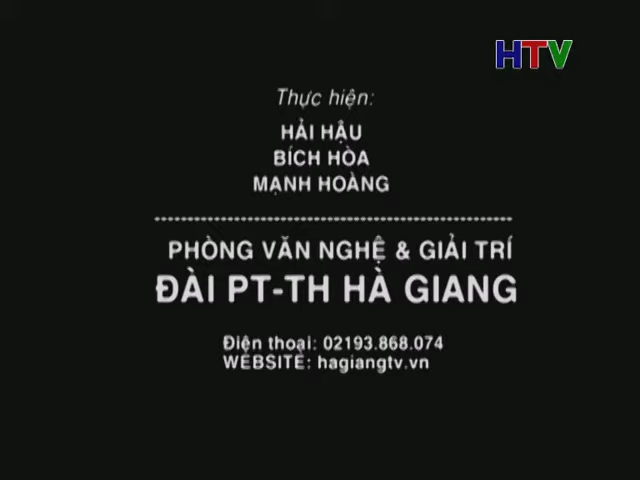 HTV
Thực hiện:
HẢI HẬU
BÍCH HÒA
MẠNH HOÀNG
PHÒNG VĂN NGHỆ & GIẢI TRÍ
ĐÀI PT-TH HÀ GIANG
Điện thoại: 02193.868.074
WEBSITE: hagiangtv.vn